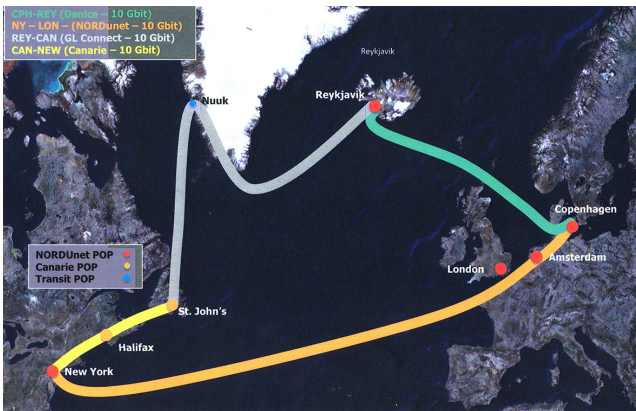 CPH-REY (Danice – 10 Gbit)
NY – LON – (NORDunet – 10 Gbit)
REY-CAN (GL Connect – 10 Gbit)
CAN-NEW (Canarie – 10 Gbit)
Reykjavik
Reykjavik
Nuuk
Copenhagen
NORDUnet POP
Canarie POP
Transit POP
London
Amsterdam
St. John's
Halifax
New York